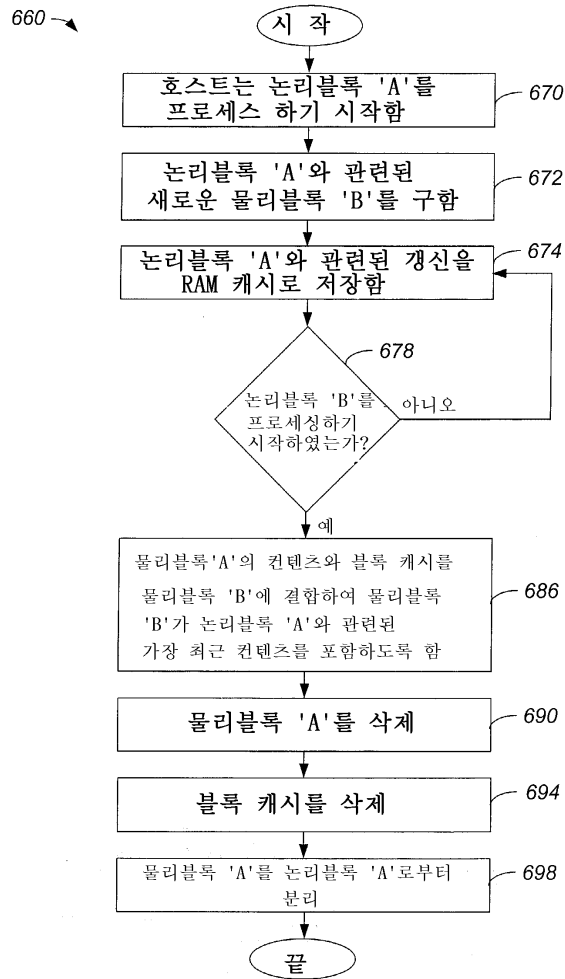 660
시 작
호스트는 논리블록 'A'를
프로세스 하기 시작함
670
논리블록 'A'와 관련된
새로운 물리블록 'B'를 구함
672
논리블록 'A'와 관련된 갱신을
RAM 캐시로 저장함
674
678
논리블록 'B'를
프로세싱하기
시작하였는가?
아니오
예
물리블록'A'의 컨텐츠와 블록 캐시를
물리블록 'B'에 결합하여 물리블록
'B'가 논리블록 'A'와 관련된
가장 최근 컨텐츠를 포함하도록 함
686
물리블록 'A'를 삭제
690
블록 캐시를 삭제
694
물리블록 'A'를 논리블록 'A'로부터
분리
698
끝